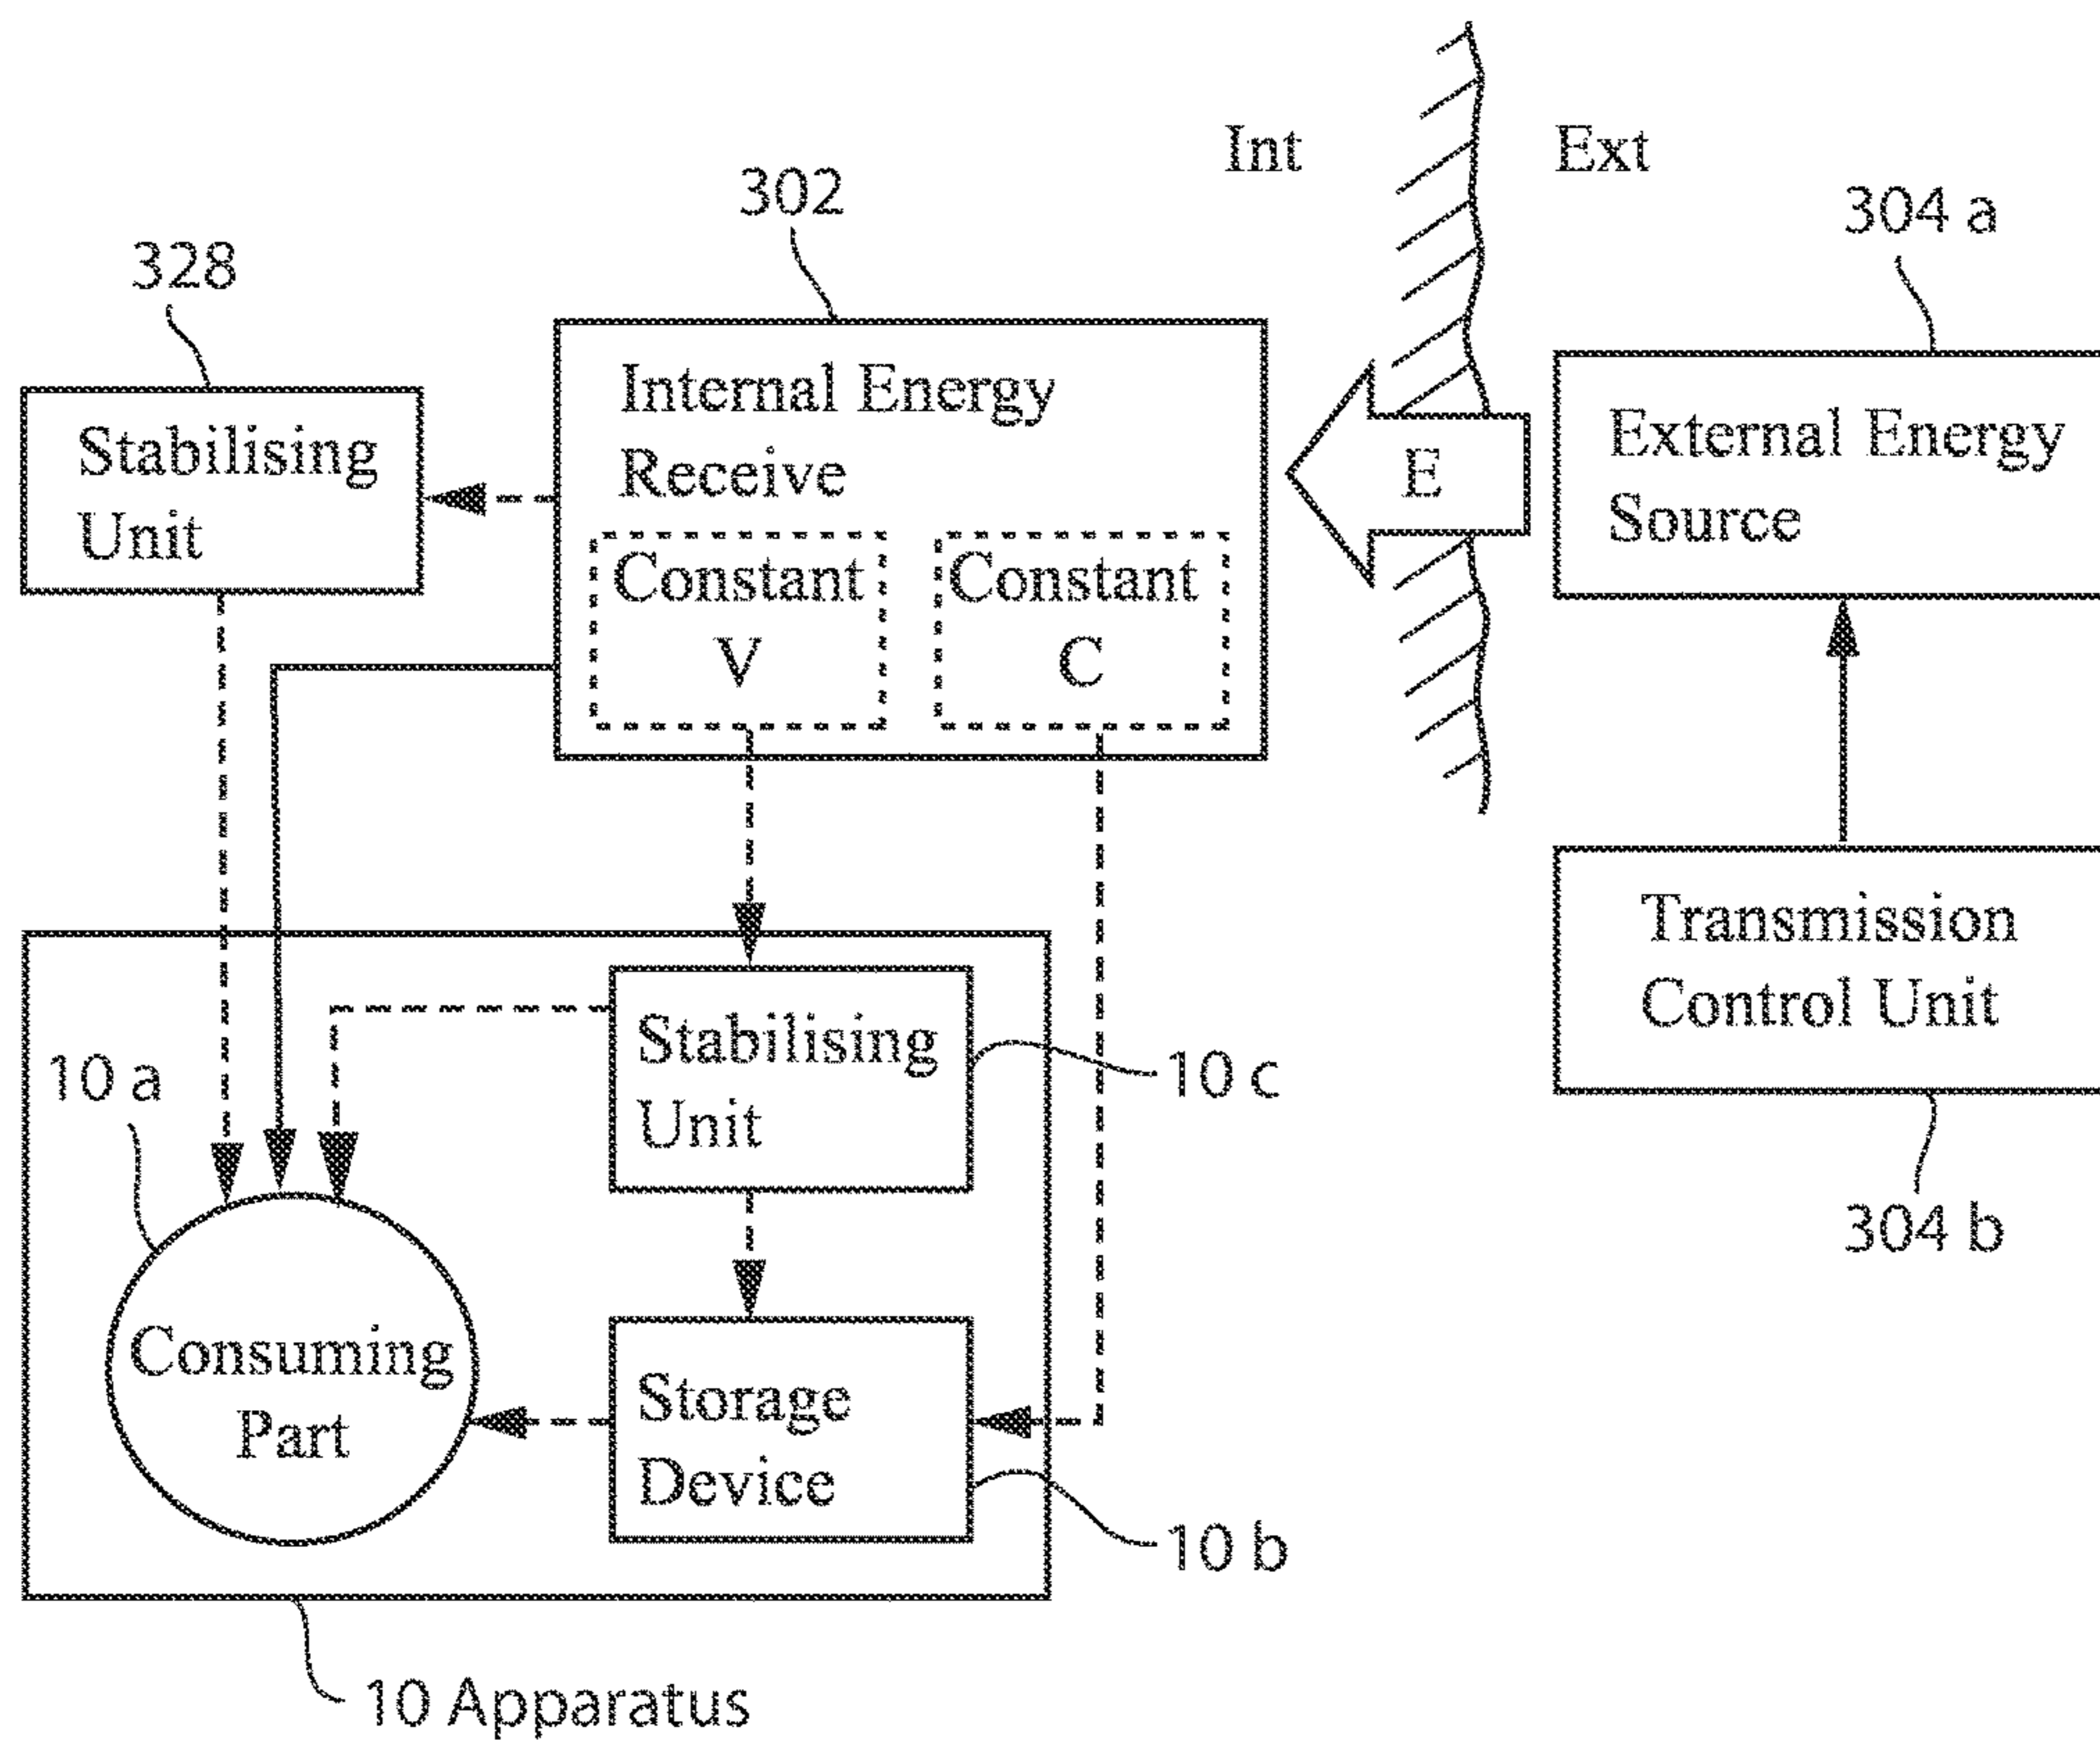 Int
Ext
302
304 a
328
Internal Energy
Receive
Constant
V
Constant
C
E
External Energy
Source
Stabilising
Unit
Transmission
Control Unit
304 b
10 a
Stabilising
Unit
10 c
Consuming
Part
Storage
Device
10 b
10 Apparatus